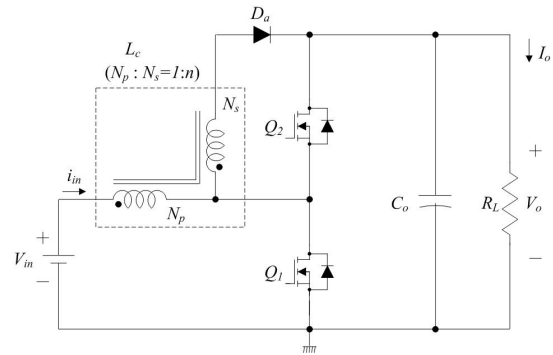 D_a
L_c
(N_p : N_s=1:n)
I_o
N_s
Q_2
i_in
+
N_p
C_o
R_L
V_o
+
V_in
−
Q_1
−